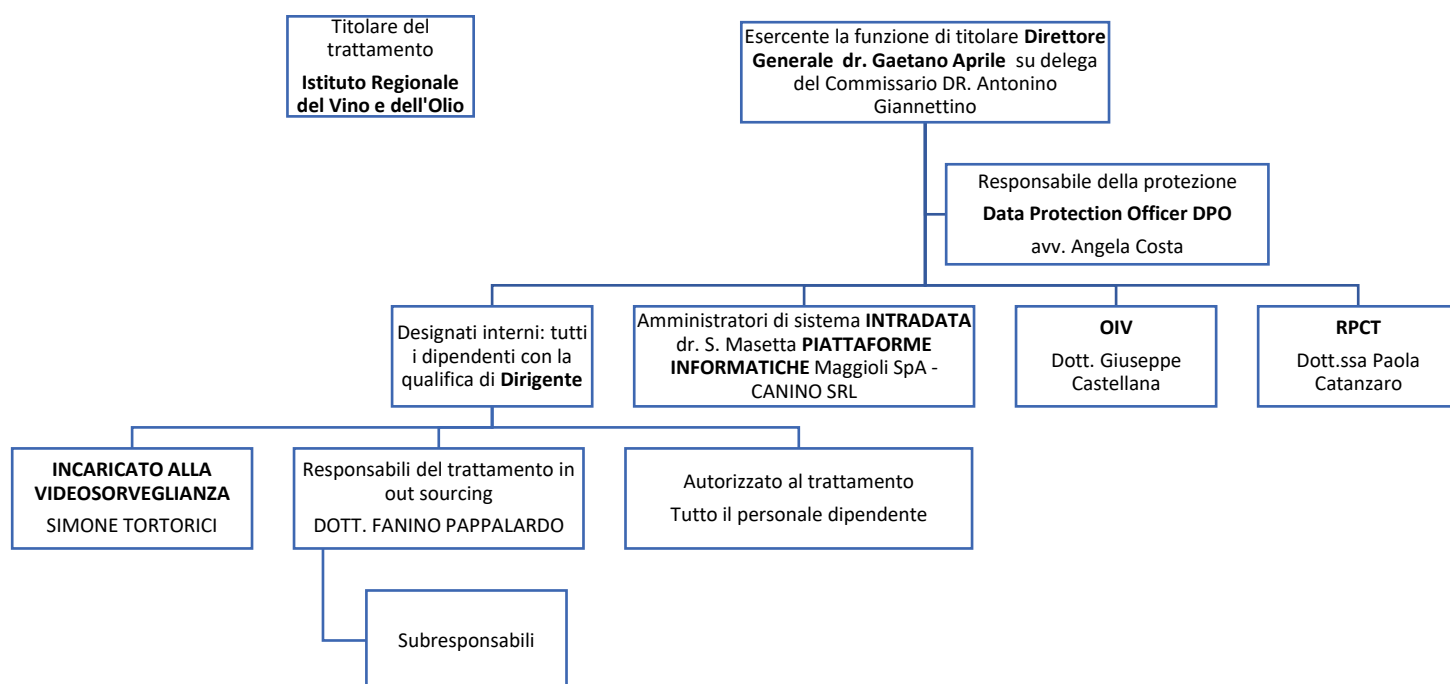 Titolare del
trattamento
Istituto Regionale
del Vino e dell'Olio
Esercente la funzione di titolare Direttore
Generale dr. Gaetano Aprile su delega
del Commissario DR. Antonino
Giannettino
Responsabile della protezione
Data Protection Officer DPO
avv. Angela Costa
Designati interni: tutti
i dipendenti con la
qualifica di Dirigente
Amministratori di sistema INTRADATA
dr. S. Masetta PIATTAFORME
INFORMATICHE Maggioli SpA -
CANINO SRL
OIV
Dott. Giuseppe
Castellana
RPCT
Dott.ssa Paola
Catanzaro
INCARICATO ALLA
VIDEOSORVEGLIANZA
SIMONE TORTORICI
Responsabili del trattamento in
out sourcing
DOTT. FANINO PAPPALARDO
Autorizzato al trattamento
Tutto il personale dipendente
Subresponsabili